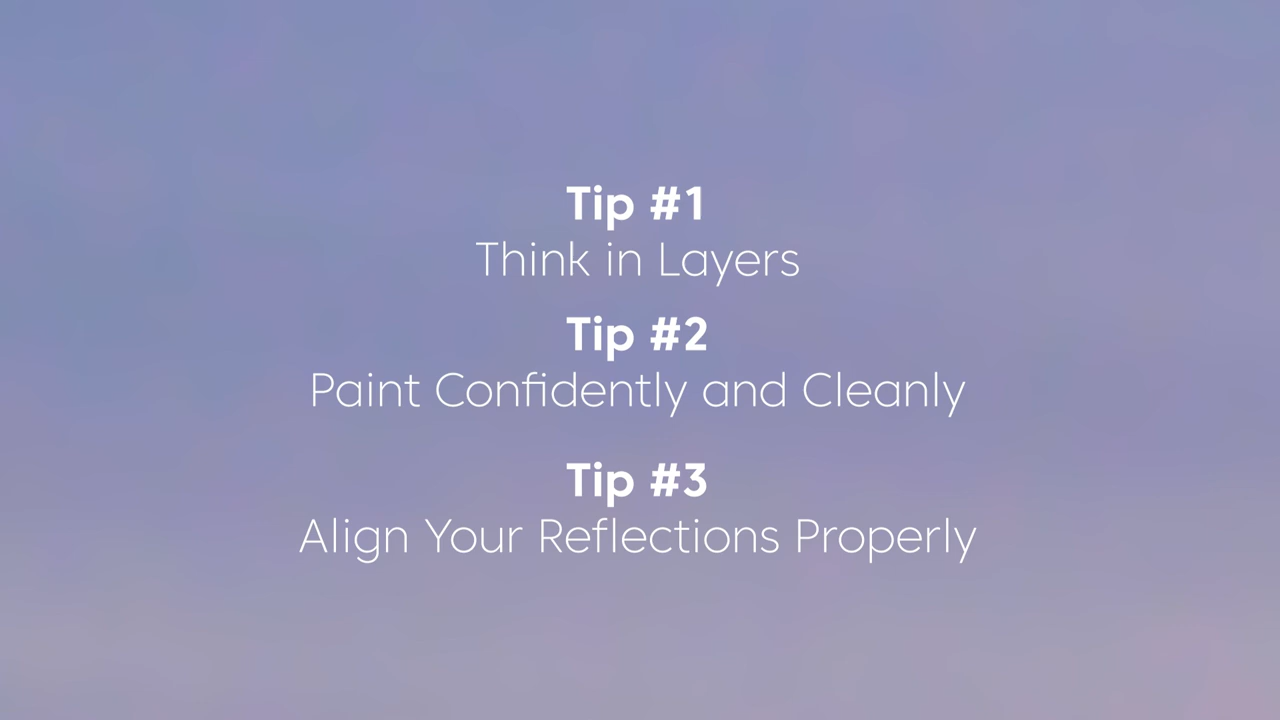 Tip #1
Think in Layers
Tip #2
Paint Confidently and Cleanly
Tip #3
Align Your Reflections Properly